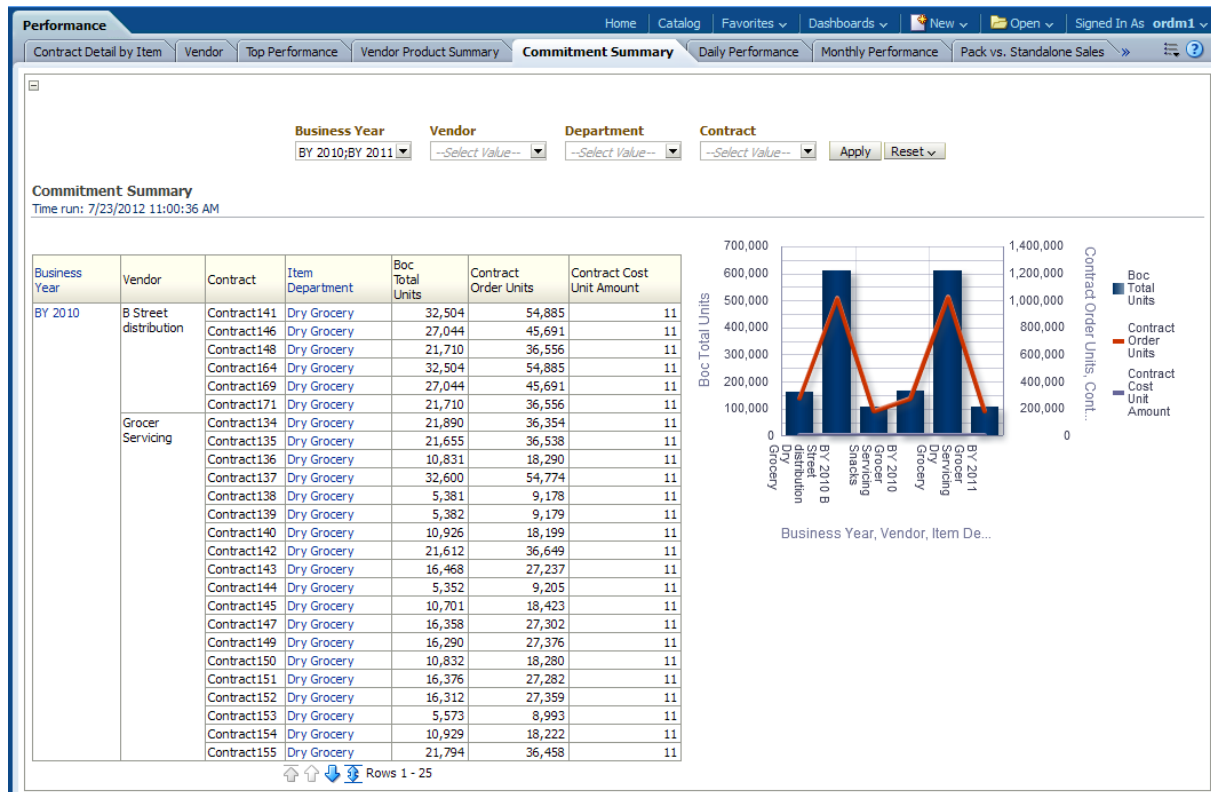 Performance
Home Catalog Favorites Dashboards New Open Signed In As ordm1
Contract Detail by Item Vendor Top Performance Vendor Product Summary Commitment Summary Daily Performance Monthly Performance Pack vs. Standalone Sales »
Business Year Vendor Department Contract
BY 2010;BY 2011 --Select Value-- --Select Value-- --Select Value-- Apply Reset
Commitment Summary
Time run: 7/23/2012 11:00:36 AM
Business Year Vendor Contract Item Department Boc Total Units Contract Order Units Contract Cost Unit Amount
BY 2010 B Street distribution Contract141 Dry Grocery 32,504 54,885 11
Contract146 Dry Grocery 27,044 45,691 11
Contract148 Dry Grocery 21,710 36,556 11
Contract164 Dry Grocery 32,504 54,885 11
Contract169 Dry Grocery 27,044 45,691 11
Contract171 Dry Grocery 21,710 36,556 11
Grocer Servicing Contract134 Dry Grocery 21,890 36,354 11
Contract135 Dry Grocery 21,655 36,538 11
Contract136 Dry Grocery 10,831 18,290 11
Contract137 Dry Grocery 32,600 54,774 11
Contract138 Dry Grocery 5,381 9,178 11
Contract139 Dry Grocery 5,382 9,179 11
Contract140 Dry Grocery 10,926 18,199 11
Contract142 Dry Grocery 21,612 36,649 11
Contract143 Dry Grocery 16,468 27,237 11
Contract144 Dry Grocery 5,352 9,205 11
Contract145 Dry Grocery 10,701 18,423 11
Contract147 Dry Grocery 16,358 27,302 11
Contract149 Dry Grocery 16,290 27,376 11
Contract150 Dry Grocery 10,832 18,280 11
Contract151 Dry Grocery 16,376 27,282 11
Contract152 Dry Grocery 16,312 27,359 11
Contract153 Dry Grocery 5,573 8,993 11
Contract154 Dry Grocery 10,929 18,222 11
Contract155 Dry Grocery 21,794 36,458 11
Rows 1 - 25
Boc Total Units
700,000
600,000
500,000
400,000
300,000
200,000
100,000
0
1,400,000
1,200,000
1,000,000
800,000
600,000
400,000
200,000
0
Contract Order Units, Cont...
BY 2010 B
Street
distribution
Dry
Grocery
BY 2010
Grocer
Servicing
Snacks
BY 2011
Grocer
Servicing
Dry
Grocery
Business Year, Vendor, Item De...
Boc
Total
Units
Contract
Order
Units
Contract
Cost
Unit
Amount